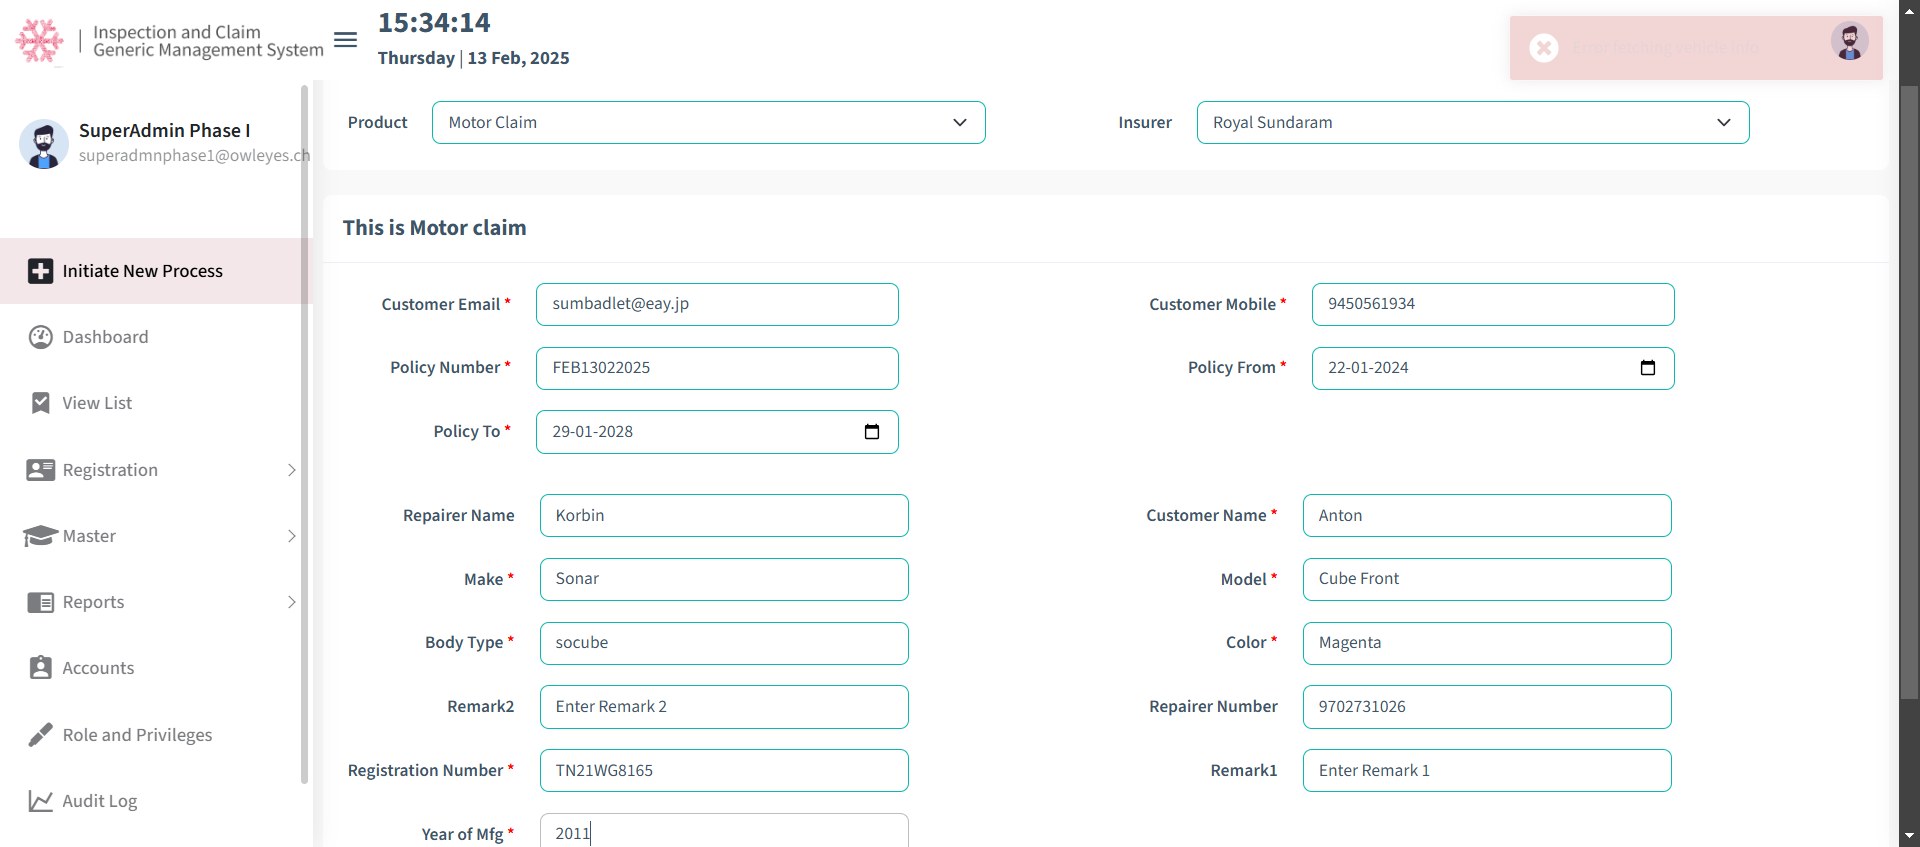 Inspection and Claim
Generic Management System
15:34:14
Thursday | 13 Feb, 2025
Error fetching vehicle info
SuperAdmin Phase I
superadmnphase1@owleyes.ch
Initiate New Process
Dashboard
View List
Registration
Master
Reports
Accounts
Role and Privileges
Audit Log
Product Motor Claim Insurer Royal Sundaram
This is Motor claim
Customer Email * sumbadlet@eay.jp Customer Mobile * 9450561934
Policy Number * FEB13022025 Policy From * 22-01-2024
Policy To * 29-01-2028
Repairer Name Korbin Customer Name * Anton
Make * Sonar Model * Cube Front
Body Type * socube Color * Magenta
Remark2 Enter Remark 2 Repairer Number 9702731026
Registration Number * TN21WG8165 Remark1 Enter Remark 1
Year of Mfg * 2011